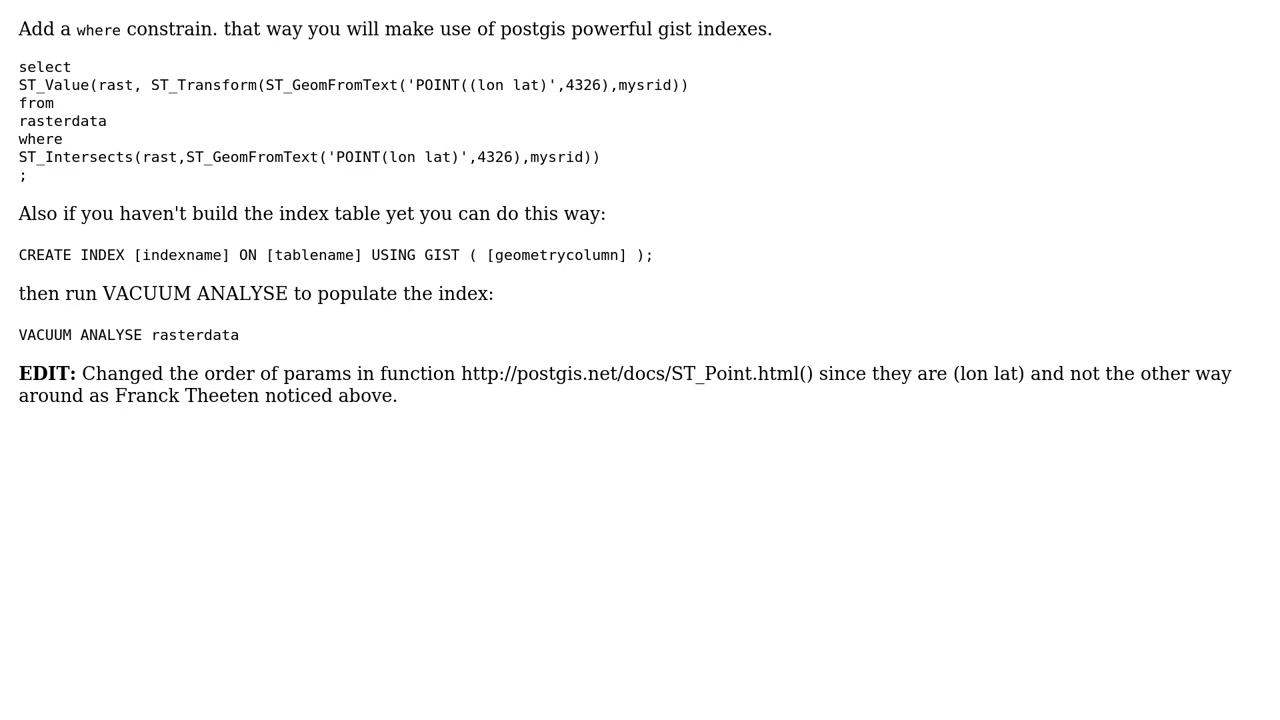 Add a where constrain. that way you will make use of postgis powerful gist indexes.
select
ST_Value(rast, ST_Transform(ST_GeomFromText('POINT((lon lat)',4326),mysrid))
from
rasterdata
where
ST_Intersects(rast,ST_GeomFromText('POINT(lon lat)',4326),mysrid))
;
Also if you haven't build the index table yet you can do this way:
CREATE INDEX [indexname] ON [tablename] USING GIST ( [geometrycolumn] );
then run VACUUM ANALYSE to populate the index:
VACUUM ANALYSE rasterdata
EDIT: Changed the order of params in function http://postgis.net/docs/ST_Point.html() since they are (lon lat) and not the other way
around as Franck Theeten noticed above.